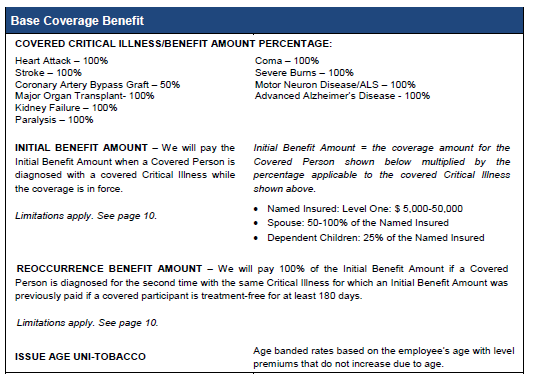 Base Coverage Benefit
COVERED CRITICAL ILLNESS/BENEFIT AMOUNT PERCENTAGE:
Heart Attack – 100%
Stroke – 100%
Coronary Artery Bypass Graft – 50%
Major Organ Transplant- 100%
Kidney Failure – 100%
Paralysis – 100%
Coma – 100%
Severe Burns – 100%
Motor Neuron Disease/ALS – 100%
Advanced Alzheimer's Disease - 100%
INITIAL BENEFIT AMOUNT – We will pay the
Initial Benefit Amount when a Covered Person is
diagnosed with a covered Critical Illness while
the coverage is in force.
Limitations apply. See page 10.
Initial Benefit Amount = the coverage amount for the
Covered Person shown below multiplied by the
percentage applicable to the covered Critical Illness
shown above.
• Named Insured: Level One: $ 5,000-50,000
• Spouse: 50-100% of the Named Insured
• Dependent Children: 25% of the Named Insured
REOCCURRENCE BENEFIT AMOUNT – We will pay 100% of the Initial Benefit Amount if a Covered
Person is diagnosed for the second time with the same Critical Illness for which an Initial Benefit Amount was
previously paid if a covered participant is treatment-free for at least 180 days.
Limitations apply. See page 10.
ISSUE AGE UNI-TOBACCO
Age banded rates based on the employee's age with level
premiums that do not increase due to age.